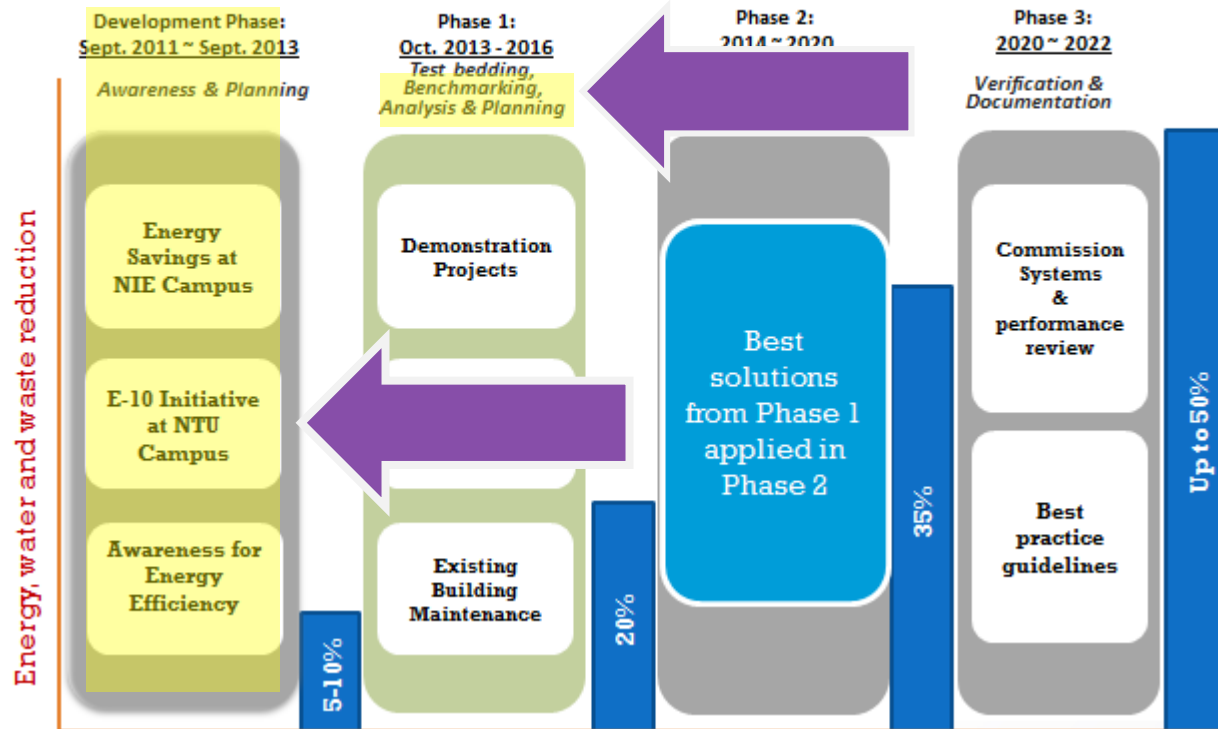 Development Phase:
Sept. 2011 ~ Sept. 2013
Awareness & Planning
Energy
Savings at
NIE Campus
E-10 Initiative
at NTU
Campus
Awareness for
Energy
Efficiency
5-10%
Phase 1:
Oct. 2013 - 2016
Test bedding,
Benchmarking,
Analysis & Planning
Demonstration
Projects
Existing
Building
Maintenance
20%
Phase 2:
2014 ~ 2020
Best
solutions
from Phase 1
applied in
Phase 2
35%
Phase 3:
2020 ~ 2022
Verification &
Documentation
Commission
Systems
&
performance
review
Best
practice
guidelines
Up to 50%
Energy, water and waste reduction